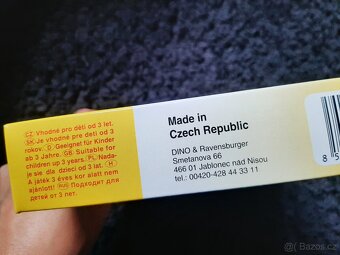 CZ Vhodné pro děti od 3 let.
SK Je vhodné pre deti od 3
rokov. D Geeignet für Kinder
ab 3 Jahre. GB Suitable for
children up 3 years. PL Nada-
je sie dla dzieci od 3 lat. H
A játék 3 éves kor alatt nem
ajánlott! RUS Подходит для
детей от 3 лет.
Made in
Czech Republic
DINO & Ravensburger
Smetanova 66
466 01 Jablonec nad Nisou
tel.: 00420-428 44 33 11
8 5
Bazos.cz